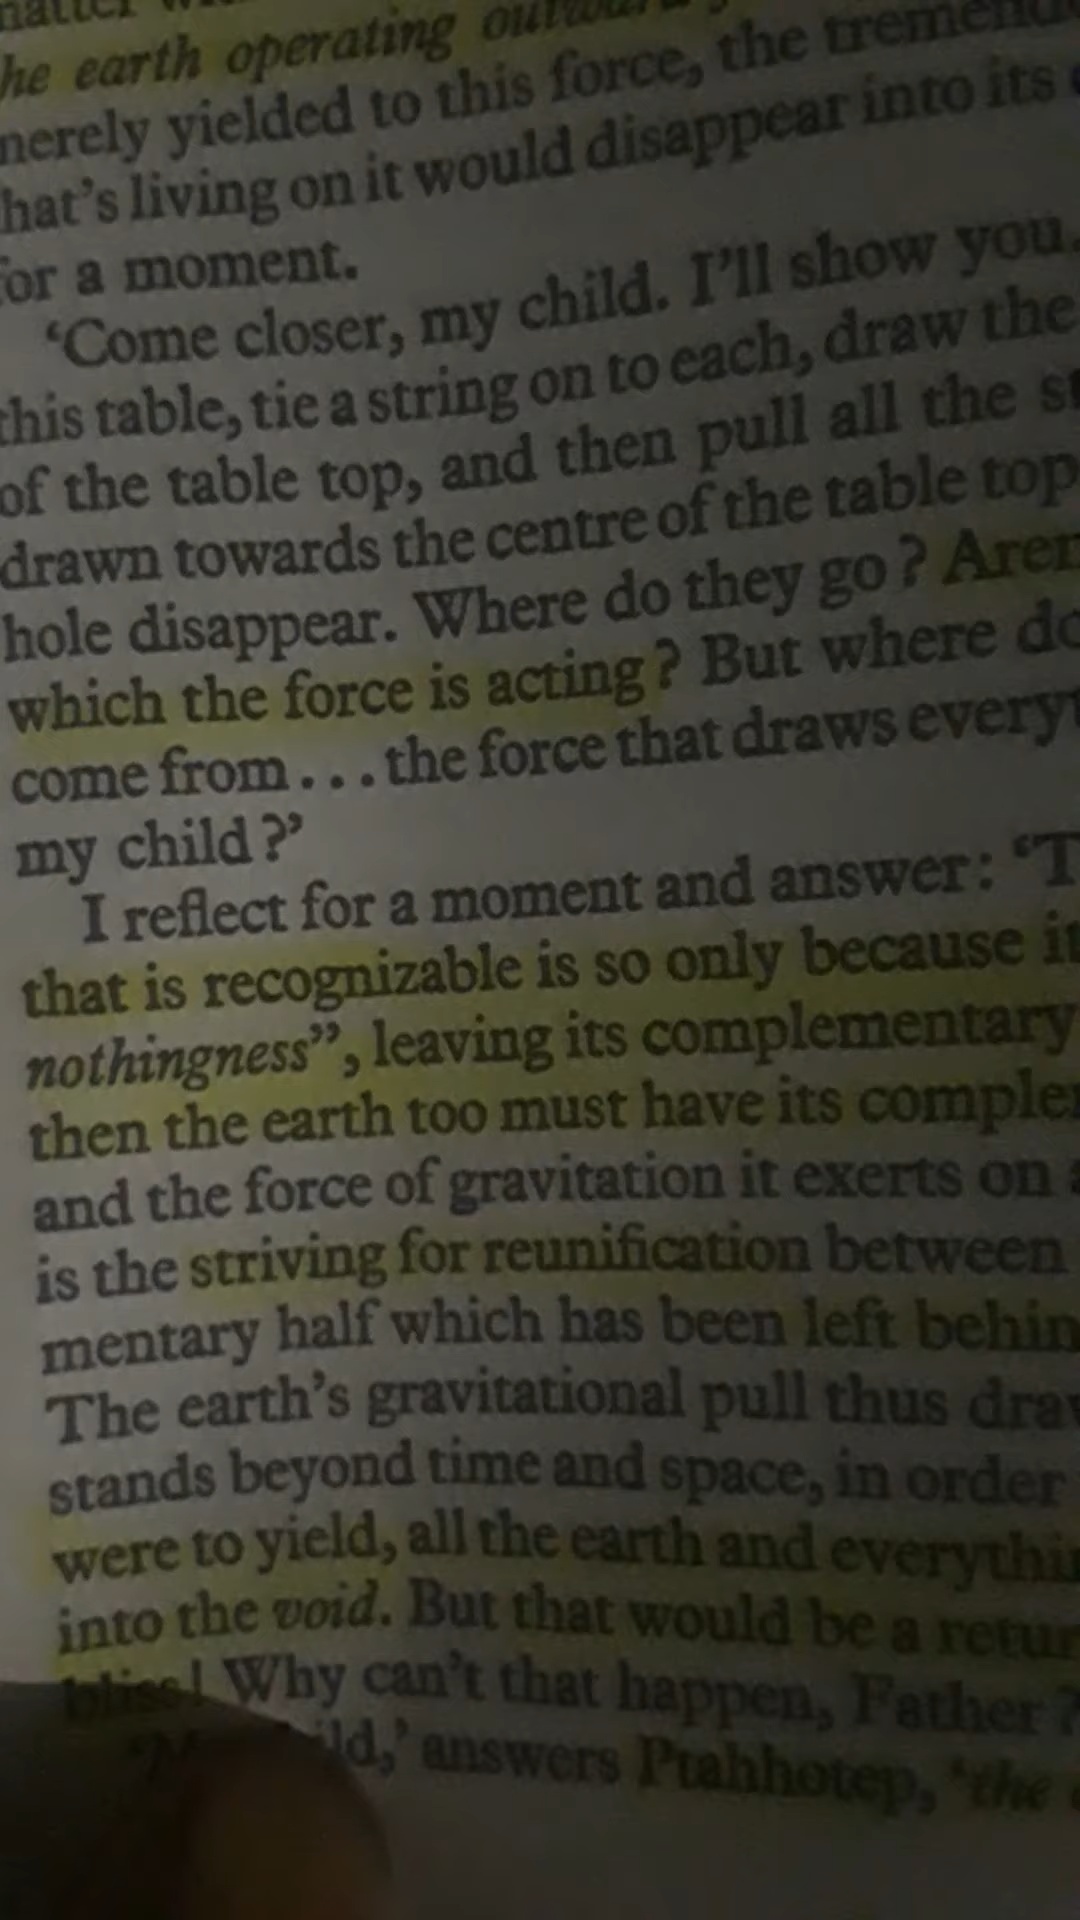 he earth operating
merely yielded to this force, the
hat's living on it would disappear into its
for a moment.
'Come closer, my child. I'll show you.
this table, tie a string on to each, draw the
of the table top, and then pull all the st
drawn towards the centre of the table top
hole disappear. Where do they go? Aren
which the force is acting? But where do
come from...the force that draws everyt
my child?'
I reflect for a moment and answer: 'T
that is recognizable is so only because it
nothingness", leaving its complementary
then the earth too must have its complem
and the force of gravitation it exerts on a
is the striving for reunification between
mentary half which has been left behin
The earth's gravitational pull thus draw
stands beyond time and space, in order
were to yield, all the earth and everythin
into the void. But that would be a retur
bliss! Why can't that happen, Father?
ild,' answers Ptahhotep, 'the